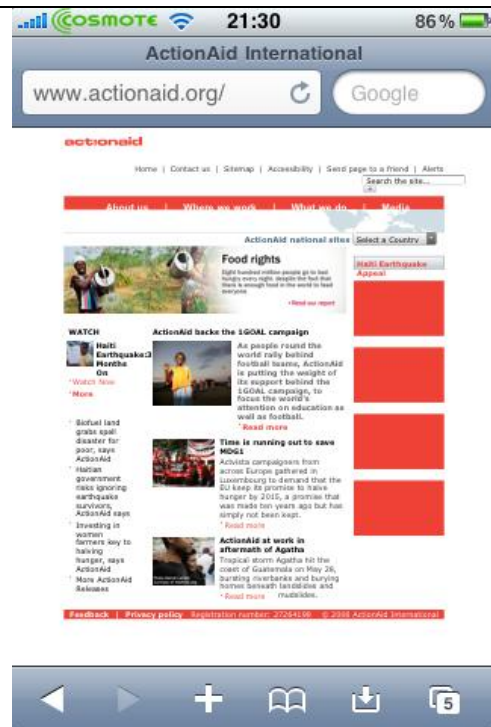 COSMOTE 21:30 86%
ActionAid International
www.actionaid.org/ Google
act:onaid
Home | Contact us | Sitemap | Accessibility | Send page to a friend | Alerts
Search the site...
About us | Where we work | What we do | Media
ActionAid national sites Select a Country
Food rights
Eight hundred million people go to bed
hungry every night, despite the fact that
there is enough food in the world to feed
everyone
Read our report
Haiti Earthquake
Appeal
WATCH
Haiti
Earthquake:3
Months
On
Watch Now
More
Biofuel land
grabs spell
disaster for
poor, says
ActionAid
Haitian
government
risks ignoring
earthquake
survivors,
ActionAid says
Investing in
women
farmers key to
halving
hunger, says
ActionAid
More ActionAid
Releases
ActionAid backs the 1GOAL campaign
As people round the
world rally behind
football teams, ActionAid
is putting the weight of
its support behind the
1GOAL campaign, to
focus the world's
attention on education as
well as football.
Read more
Time is running out to save
MDG1
Activista campaigners from
across Europe gathered in
Luxembourg to demand that the
EU keep its promise to halve
hunger by 2015, a promise that
was made ten years ago but has
simply not been kept.
Read more
ActionAid at work in
aftermath of Agatha
Tropical storm Agatha hit the
coast of Guatemala on May 28,
bursting riverbanks and burying
homes beneath landslides and
mudslides.
Read more
Feedback | Privacy policy Registration number: 27264198 © 2008 ActionAid International
5